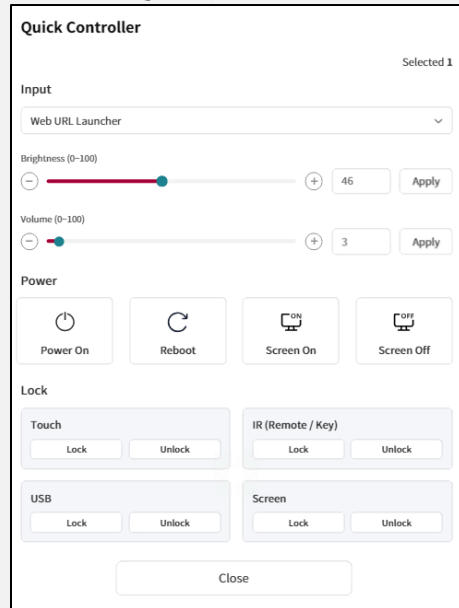 Quick Controller
Selected 1
Input
Web URL Launcher
Brightness (0~100)
46 Apply
Volume (0~100)
3 Apply
Power
ON OFF
Power On Reboot Screen On Screen Off
Lock
Touch IR (Remote / Key)
Lock Unlock Lock Unlock
USB Screen
Lock Unlock Lock Unlock
Close